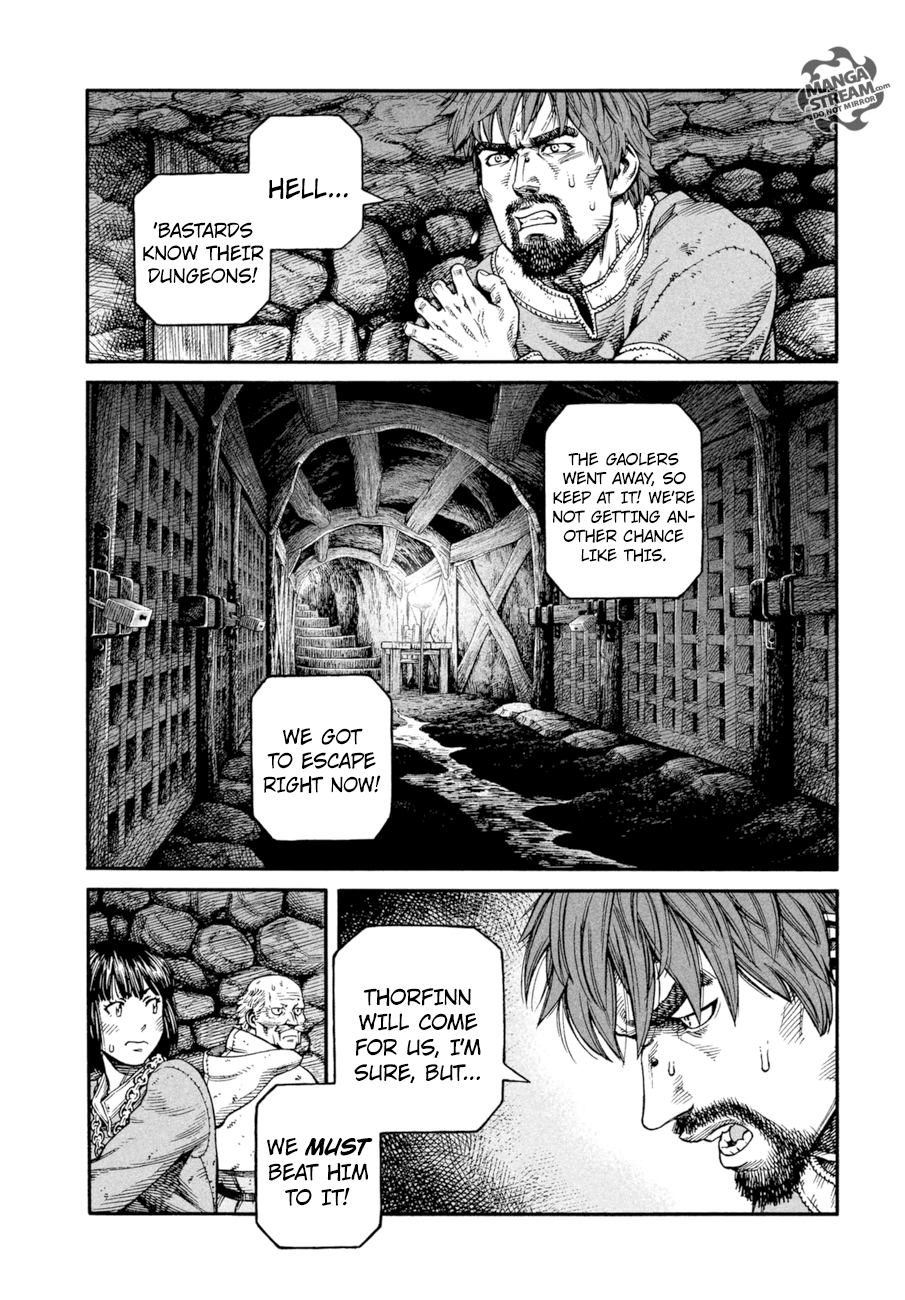 MANGA
STREAM.com
DO NOT MIRROR
HELL...
'BASTARDS
KNOW THEIR
DUNGEONS!
THE GAOLERS
WENT AWAY, SO
KEEP AT IT! WE'RE
NOT GETTING AN-
OTHER CHANCE
LIKE THIS.
WE GOT
TO ESCAPE
RIGHT NOW!
THORFINN
WILL COME
FOR US, I'M
SURE, BUT...
WE MUST
BEAT HIM
TO IT!